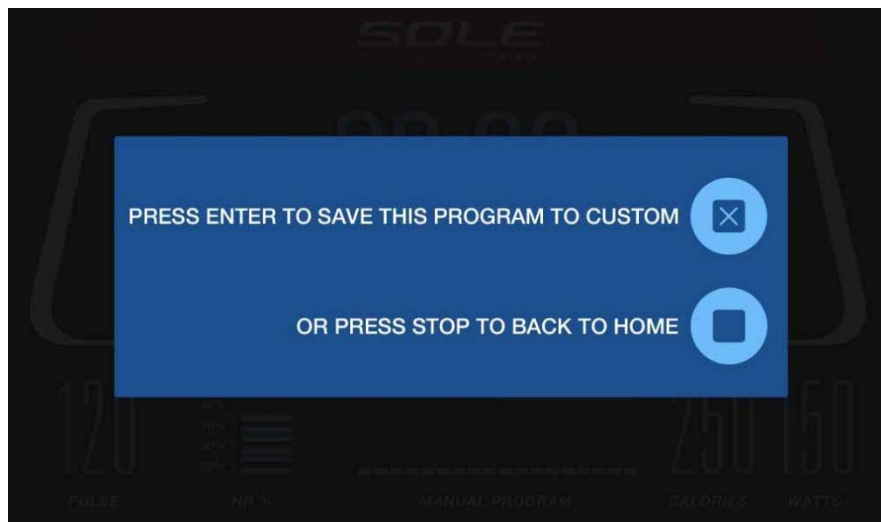 SOLE
PRESS ENTER TO SAVE THIS PROGRAM TO CUSTOM
OR PRESS STOP TO BACK TO HOME
120
250
150
PULSE
HR %
MANUAL PROGRAM
CALORIES
WATTS